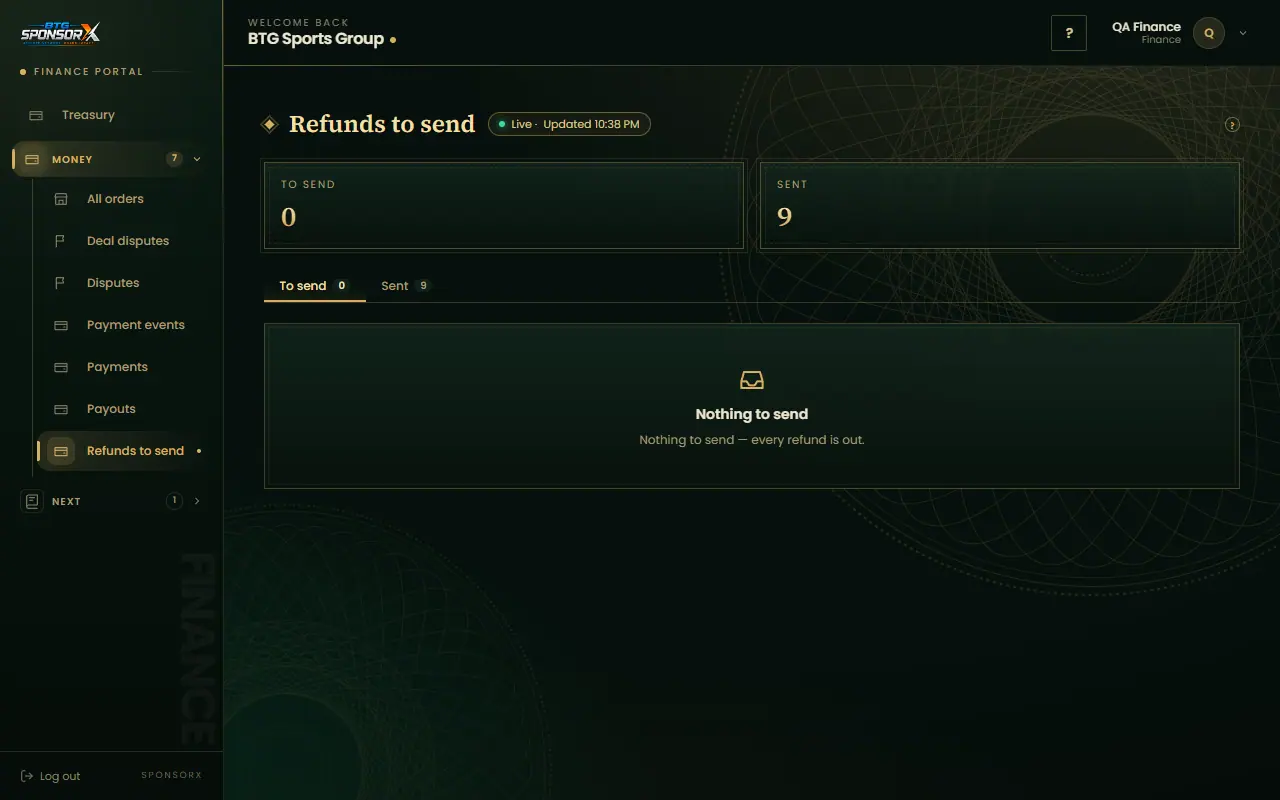 BTG
SPONSORX
FINANCE PORTAL
Treasury
MONEY 7
All orders
Deal disputes
Disputes
Payment events
Payments
Payouts
Refunds to send
NEXT 1
FINANCE
Log out SPONSORX
WELCOME BACK
BTG Sports Group
?
QA Finance
Finance
Q
Refunds to send
Live · Updated 10:38 PM
?
TO SEND
0
SENT
9
To send 0 Sent 9
Nothing to send
Nothing to send — every refund is out.